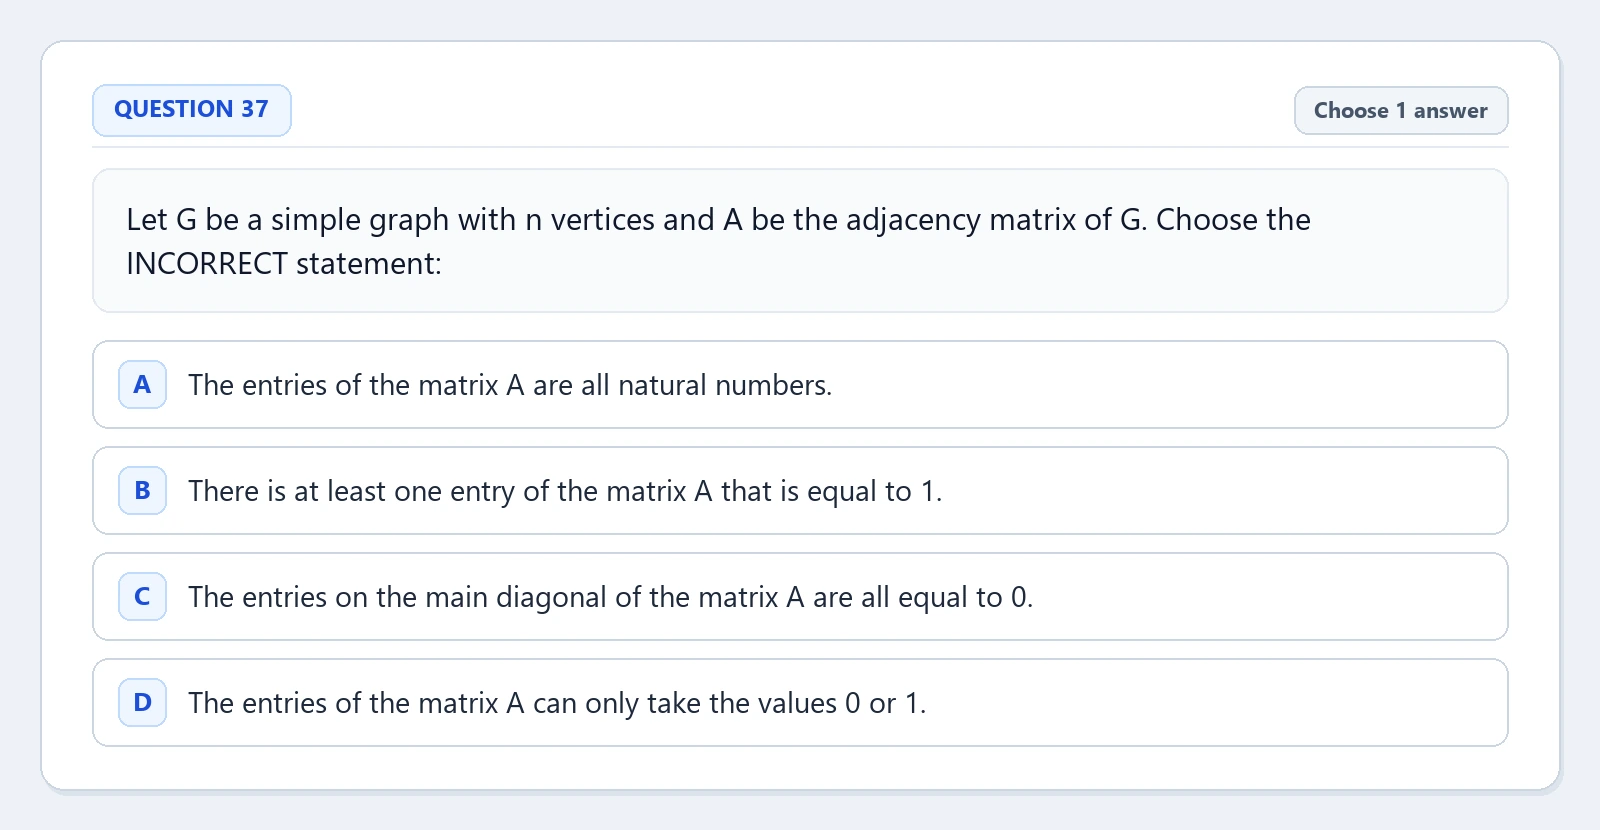 QUESTION 37
Choose 1 answer
Let G be a simple graph with n vertices and A be the adjacency matrix of G. Choose the
INCORRECT statement:
A The entries of the matrix A are all natural numbers.
B There is at least one entry of the matrix A that is equal to 1.
C The entries on the main diagonal of the matrix A are all equal to 0.
D The entries of the matrix A can only take the values 0 or 1.